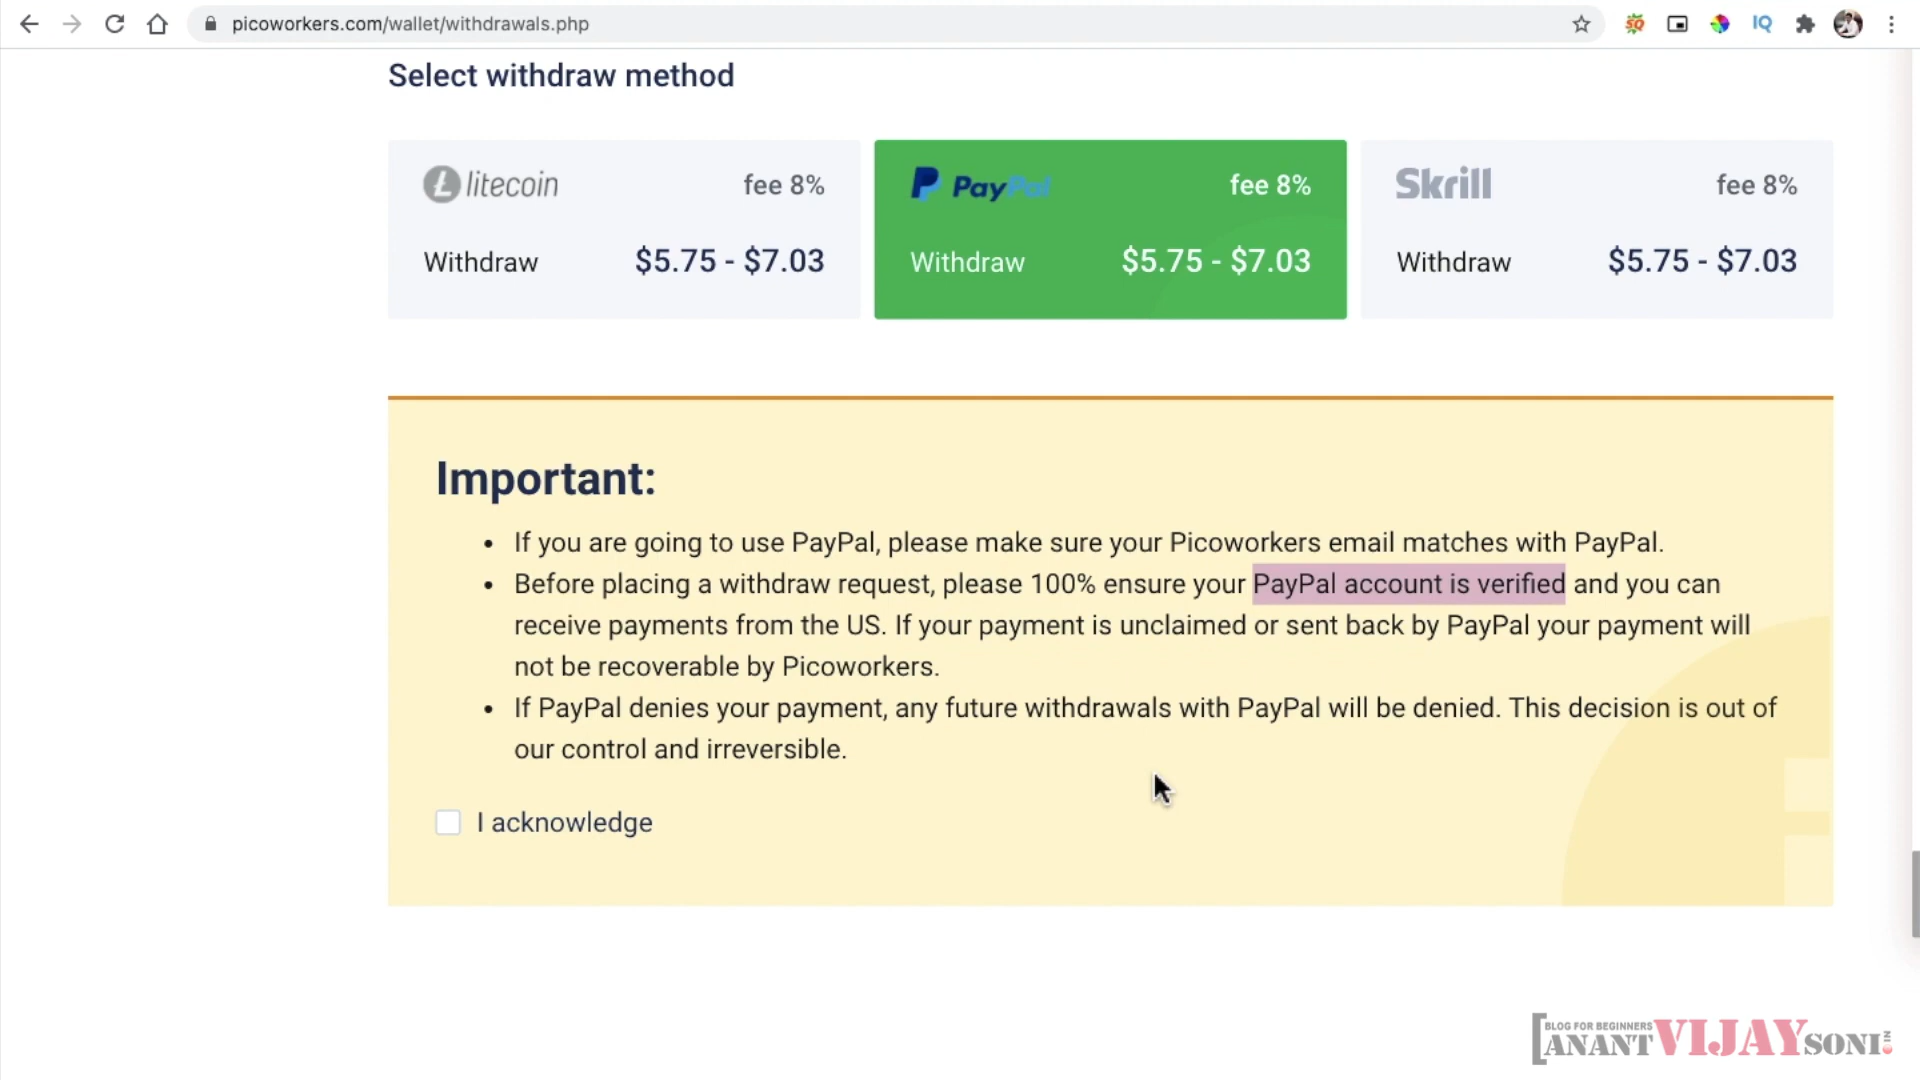 picoworkers.com/wallet/withdrawals.php
SQ
IQ
Select withdraw method
litecoin fee 8%
Withdraw $5.75 - $7.03
PayPal fee 8%
Withdraw $5.75 - $7.03
Skrill fee 8%
Withdraw $5.75 - $7.03
Important:
• If you are going to use PayPal, please make sure your Picoworkers email matches with PayPal.
• Before placing a withdraw request, please 100% ensure your PayPal account is verified and you can
receive payments from the US. If your payment is unclaimed or sent back by PayPal your payment will
not be recoverable by Picoworkers.
• If PayPal denies your payment, any future withdrawals with PayPal will be denied. This decision is out of
our control and irreversible.
I acknowledge
BLOG FOR BEGINNERS
ANANTVIJAYSONI.IN